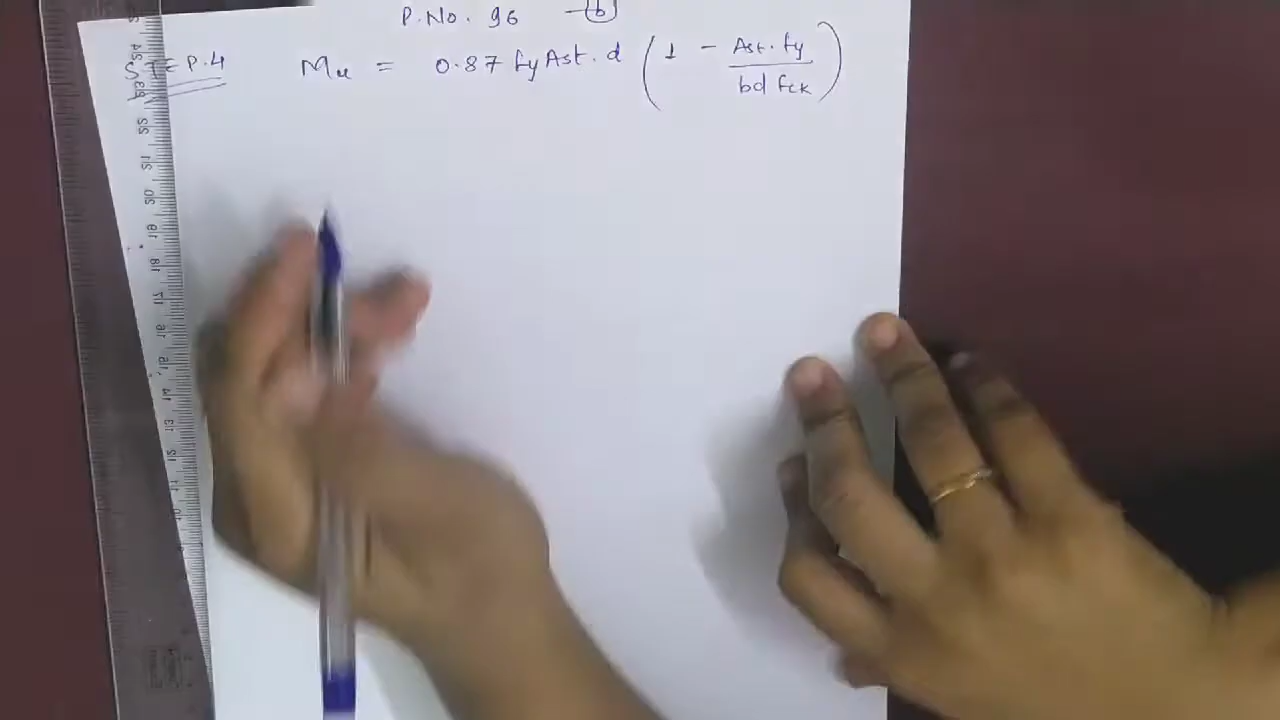 P. No. 96 - b
STEP.4 Mu = 0.87 fy Ast. d ( 1 - Ast. fy / bd fck )